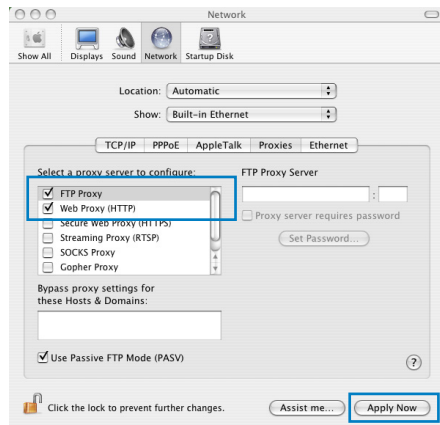 Network
Show All Displays Sound Network Startup Disk
Location: Automatic
Show: Built-in Ethernet
TCP/IP PPPoE AppleTalk Proxies Ethernet
Select a proxy server to configure: FTP Proxy Server
FTP Proxy
:
Web Proxy (HTTP)
Proxy server requires password
Secure Web Proxy (HTTPS)
Streaming Proxy (RTSP) Set Password...
SOCKS Proxy
Gopher Proxy
Bypass proxy settings for
these Hosts & Domains:
Use Passive FTP Mode (PASV) ?
Click the lock to prevent further changes. Assist me... Apply Now